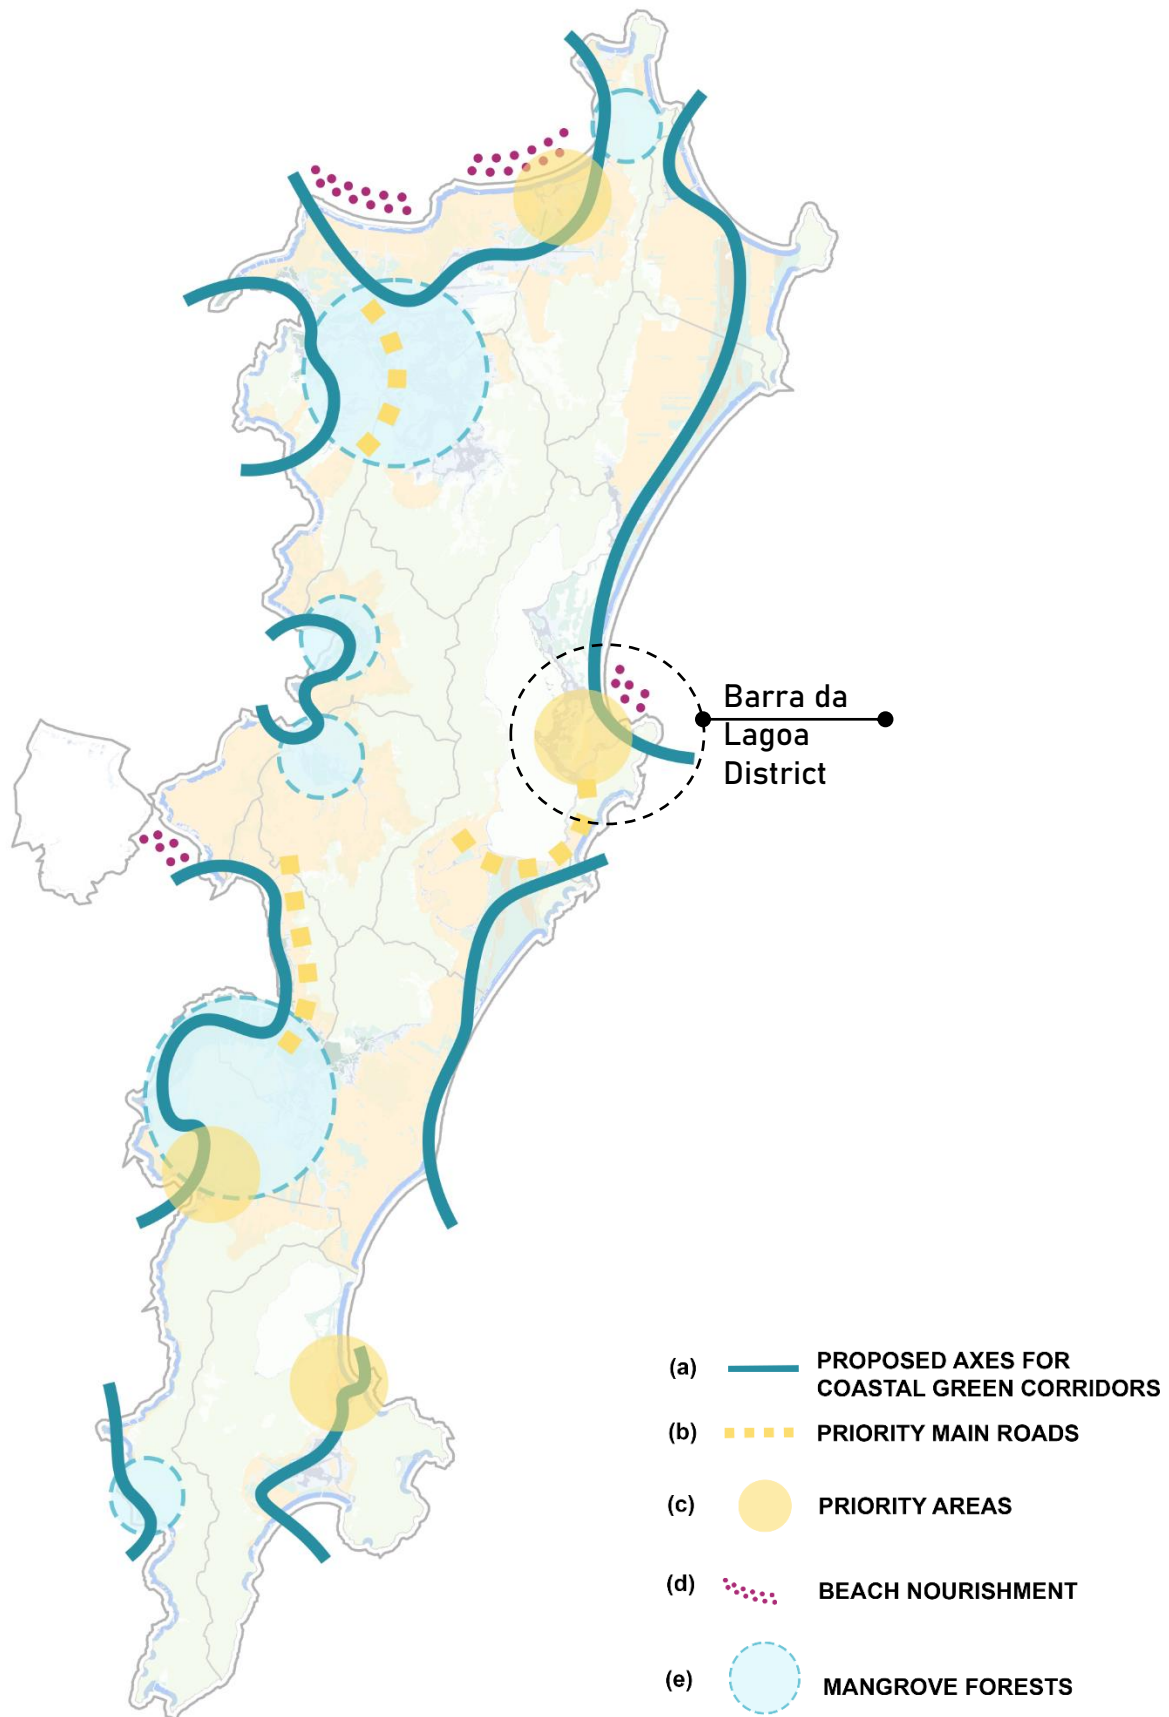 Barra da
Lagoa
District
(a) PROPOSED AXES FOR
COASTAL GREEN CORRIDORS
(b) PRIORITY MAIN ROADS
(c) PRIORITY AREAS
(d) BEACH NOURISHMENT
(e) MANGROVE FORESTS